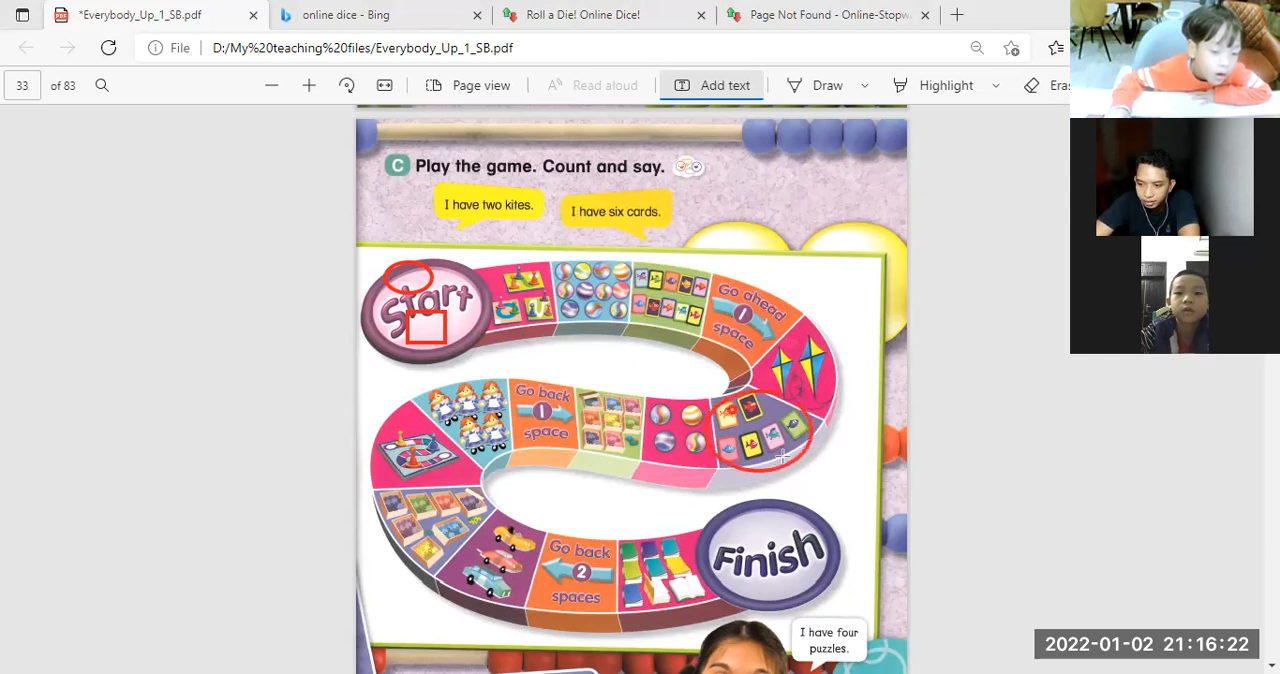 *Everybody_Up_1_SB.pdf
online dice - Bing
Roll a Die! Online Dice!
Page Not Found - Online-Stopw
File
D:/My%20teaching%20files/Everybody_Up_1_SB.pdf
33
of 83
Page view
Read aloud
Add text
Draw
Highlight
Era
C Play the game. Count and say.
I have two kites.
I have six cards.
Start
Go ahead
1
space
Go back
1
space
Go back
2
spaces
Finish
I have four
puzzles.
2022-01-02 21:16:22